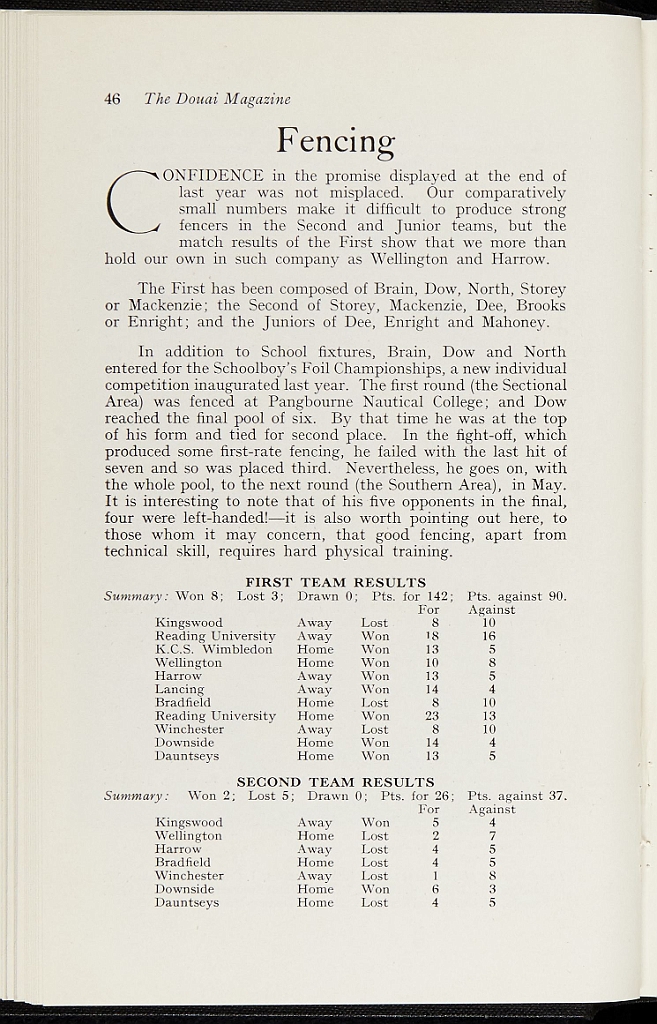 46 The Douai Magazine
Fencing
CONFIDENCE in the promise displayed at the end of
last year was not misplaced. Our comparatively
small numbers make it difficult to produce strong
fencers in the Second and Junior teams, but the
match results of the First show that we more than
hold our own in such company as Wellington and Harrow.
The First has been composed of Brain, Dow, North, Storey
or Mackenzie; the Second of Storey, Mackenzie, Dee, Brooks
or Enright; and the Juniors of Dee, Enright and Mahoney.
In addition to School fixtures, Brain, Dow and North
entered for the Schoolboy's Foil Championships, a new individual
competition inaugurated last year. The first round (the Sectional
Area) was fenced at Pangbourne Nautical College; and Dow
reached the final pool of six. By that time he was at the top
of his form and tied for second place. In the fight-off, which
produced some first-rate fencing, he failed with the last hit of
seven and so was placed third. Nevertheless, he goes on, with
the whole pool, to the next round (the Southern Area), in May.
It is interesting to note that of his five opponents in the final,
four were left-handed!—it is also worth pointing out here, to
those whom it may concern, that good fencing, apart from
technical skill, requires hard physical training.
FIRST TEAM RESULTS
Summary: Won 8; Lost 3; Drawn 0; Pts. for 142; Pts. against 90.
For Against
Kingswood Away Lost 8 10
Reading University Away Won 18 16
K.C.S. Wimbledon Home Won 13 5
Wellington Home Won 10 8
Harrow Away Won 13 5
Lancing Away Won 14 4
Bradfield Home Lost 8 10
Reading University Home Won 23 13
Winchester Away Lost 8 10
Downside Home Won 14 4
Dauntseys Home Won 13 5
SECOND TEAM RESULTS
Summary: Won 2; Lost 5; Drawn 0; Pts. for 26; Pts. against 37.
For Against
Kingswood Away Won 5 4
Wellington Home Lost 2 7
Harrow Away Lost 4 5
Bradfield Home Lost 4 5
Winchester Away Lost 1 8
Downside Home Won 6 3
Dauntseys Home Lost 4 5